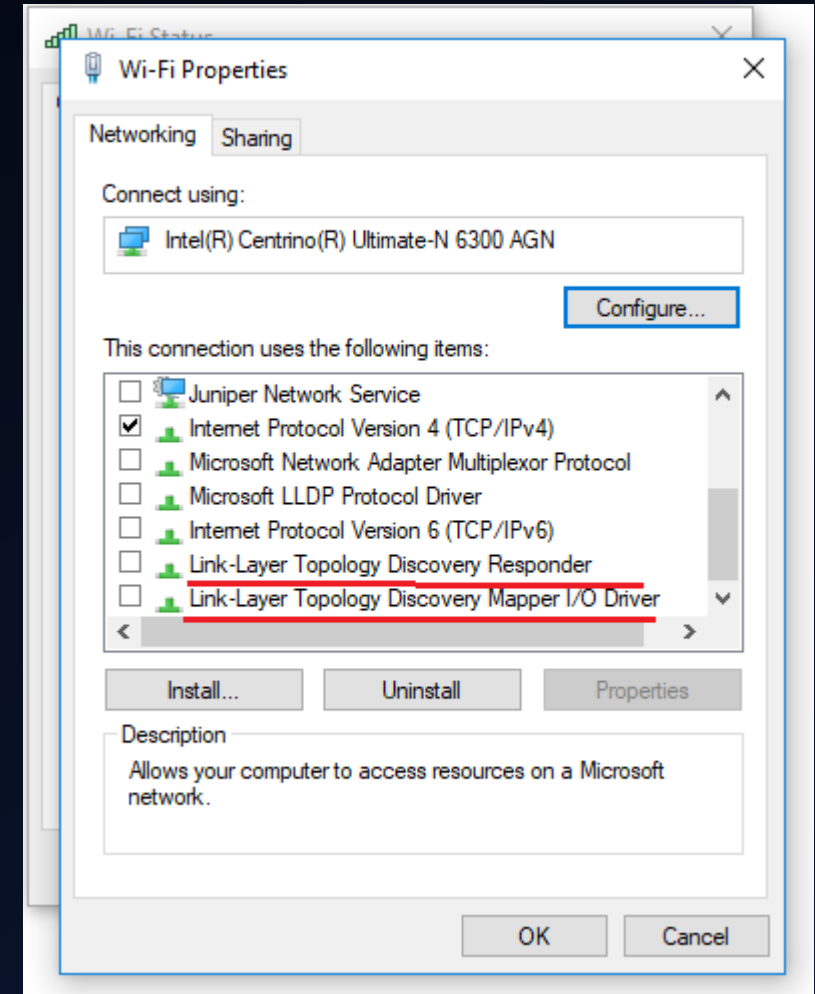 Wi-Fi Status
Wi-Fi Properties
Networking
Sharing
Connect using:
Intel(R) Centrino(R) Ultimate-N 6300 AGN
Configure...
This connection uses the following items:
Juniper Network Service
Internet Protocol Version 4 (TCP/IPv4)
Microsoft Network Adapter Multiplexor Protocol
Microsoft LLDP Protocol Driver
Internet Protocol Version 6 (TCP/IPv6)
Link-Layer Topology Discovery Responder
Link-Layer Topology Discovery Mapper I/O Driver
Install...
Uninstall
Properties
Description
Allows your computer to access resources on a Microsoft
network.
OK
Cancel